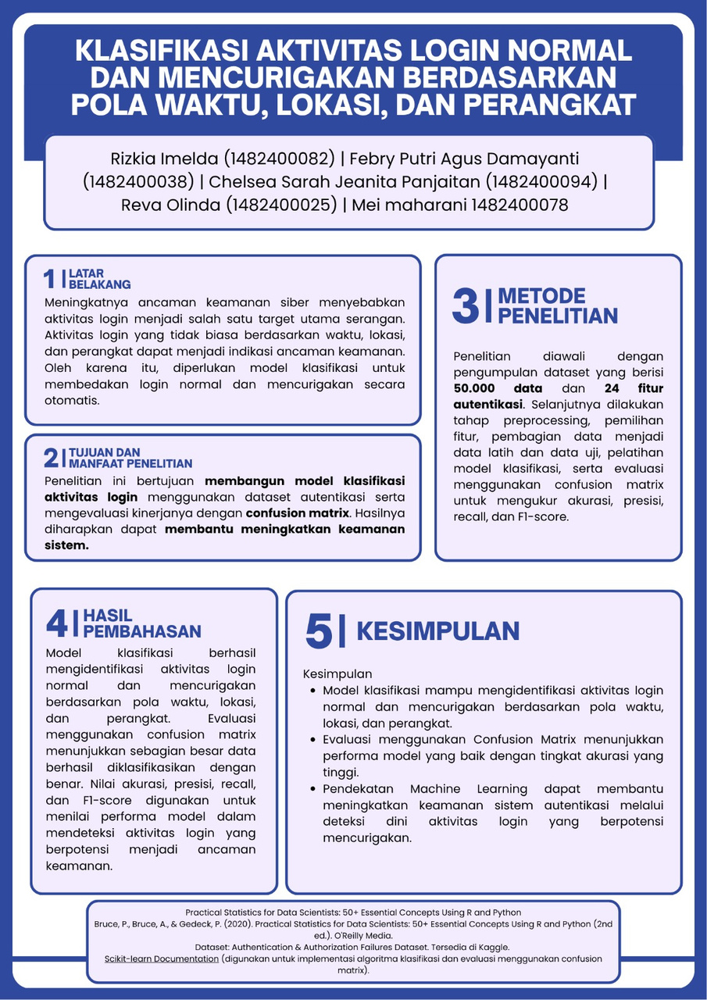 KLASIFIKASI AKTIVITAS LOGIN NORMAL
DAN MENCURIGAKAN BERDASARKAN
POLA WAKTU, LOKASI, DAN PERANGKAT
Rizkia Imelda (1482400082) | Febry Putri Agus Damayanti
(1482400038) | Chelsea Sarah Jeanita Panjaitan (1482400094) |
Reva Olinda (1482400025) | Mei maharani 1482400078
1 | LATAR
BELAKANG
Meningkatnya ancaman keamanan siber menyebabkan
aktivitas login menjadi salah satu target utama serangan.
Aktivitas login yang tidak biasa berdasarkan waktu, lokasi,
dan perangkat dapat menjadi indikasi ancaman keamanan.
Oleh karena itu, diperlukan model klasifikasi untuk
membedakan login normal dan mencurigakan secara
otomatis.
2 | TUJUAN DAN
MANFAAT PENELITIAN
Penelitian ini bertujuan membangun model klasifikasi
aktivitas login menggunakan dataset autentikasi serta
mengevaluasi kinerjanya dengan confusion matrix. Hasilnya
diharapkan dapat membantu meningkatkan keamanan
sistem.
3 | METODE
PENELITIAN
Penelitian diawali dengan
pengumpulan dataset yang berisi
50.000 data dan 24 fitur
autentikasi. Selanjutnya dilakukan
tahap preprocessing, pemilihan
fitur, pembagian data menjadi
data latih dan data uji, pelatihan
model klasifikasi, serta evaluasi
menggunakan confusion matrix
untuk mengukur akurasi, presisi,
recall, dan F1-score.
4 | HASIL
PEMBAHASAN
Model klasifikasi berhasil
mengidentifikasi aktivitas login
normal dan mencurigakan
berdasarkan pola waktu, lokasi,
dan perangkat. Evaluasi
menggunakan confusion matrix
menunjukkan sebagian besar data
berhasil diklasifikasikan dengan
benar. Nilai akurasi, presisi, recall,
dan F1-score digunakan untuk
menilai performa model dalam
mendeteksi aktivitas login yang
berpotensi menjadi ancaman
keamanan.
5 | KESIMPULAN
Kesimpulan
• Model klasifikasi mampu mengidentifikasi aktivitas login
normal dan mencurigakan berdasarkan pola waktu,
lokasi, dan perangkat.
• Evaluasi menggunakan Confusion Matrix menunjukkan
performa model yang baik dengan tingkat akurasi yang
tinggi.
• Pendekatan Machine Learning dapat membantu
meningkatkan keamanan sistem autentikasi melalui
deteksi dini aktivitas login yang berpotensi
mencurigakan.
Practical Statistics for Data Scientists: 50+ Essential Concepts Using R and Python
Bruce, P., Bruce, A., & Gedeck, P. (2020). Practical Statistics for Data Scientists: 50+ Essential Concepts Using R and Python (2nd
ed.). O'Reilly Media.
Dataset: Authentication & Authorization Failures Dataset. Tersedia di Kaggle.
Scikit-learn Documentation (digunakan untuk implementasi algoritma klasifikasi dan evaluasi menggunakan confusion
matrix).